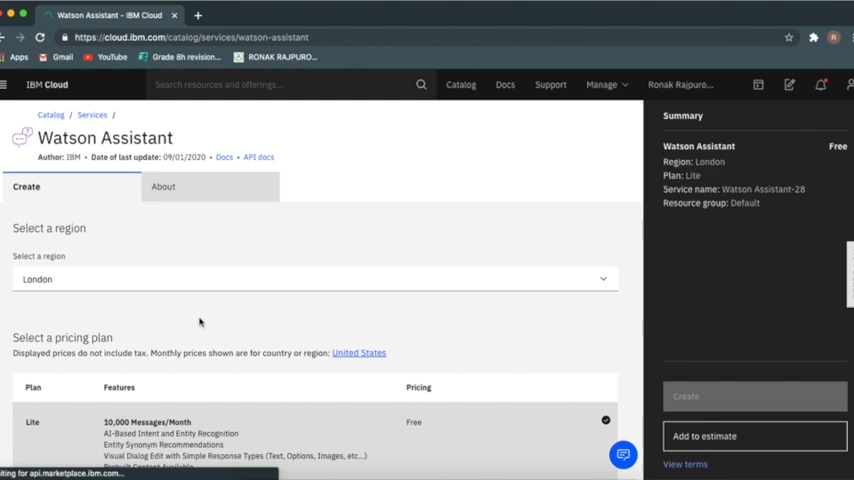 Watson Assistant - IBM Cloud
https://cloud.ibm.com/catalog/services/watson-assistant
Apps Gmail YouTube Grade 8h revision... RONAK RAJPURO...
IBM Cloud Search resources and offerings... Catalog Docs Support Manage Ronak Rajpuro...
Catalog / Services /
Watson Assistant
Author: IBM • Date of last update: 09/01/2020 • Docs • API docs
Create About
Select a region
Select a region
London
Select a pricing plan
Displayed prices do not include tax. Monthly prices shown are for country or region: United States
Plan Features Pricing
Lite 10,000 Messages/Month Free
AI-Based Intent and Entity Recognition
Entity Synonym Recommendations
Visual Dialog Edit with Simple Response Types (Text, Options, Images, etc...)
Prebuilt Content Available
iting for api.marketplace.ibm.com...
Summary
Watson Assistant Free
Region: London
Plan: Lite
Service name: Watson Assistant-28
Resource group: Default
Create
Add to estimate
View terms